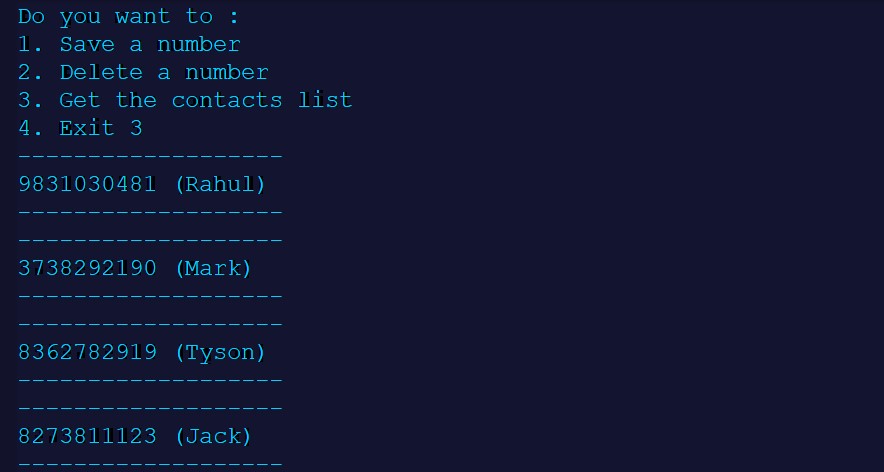 Do you want to :
1. Save a number
2. Delete a number
3. Get the contacts list
4. Exit 3
-------------------
9831030481 (Rahul)
-------------------
-------------------
3738292190 (Mark)
-------------------
-------------------
8362782919 (Tyson)
-------------------
-------------------
8273811123 (Jack)
-------------------